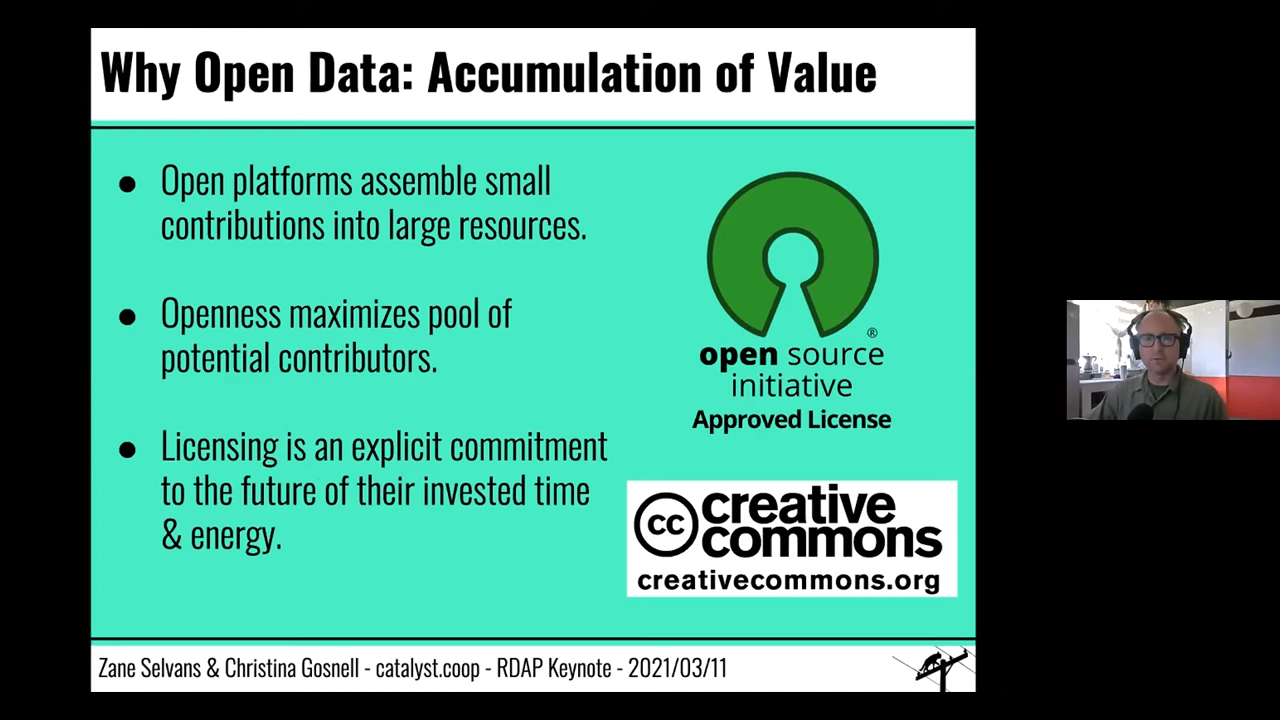 Why Open Data: Accumulation of Value
● Open platforms assemble small
contributions into large resources.
● Openness maximizes pool of
potential contributors.
● Licensing is an explicit commitment
to the future of their invested time
& energy.
®
open source
initiative
Approved License
cc creative
commons
creativecommons.org
Zane Selvans & Christina Gosnell - catalyst.coop - RDAP Keynote - 2021/03/11